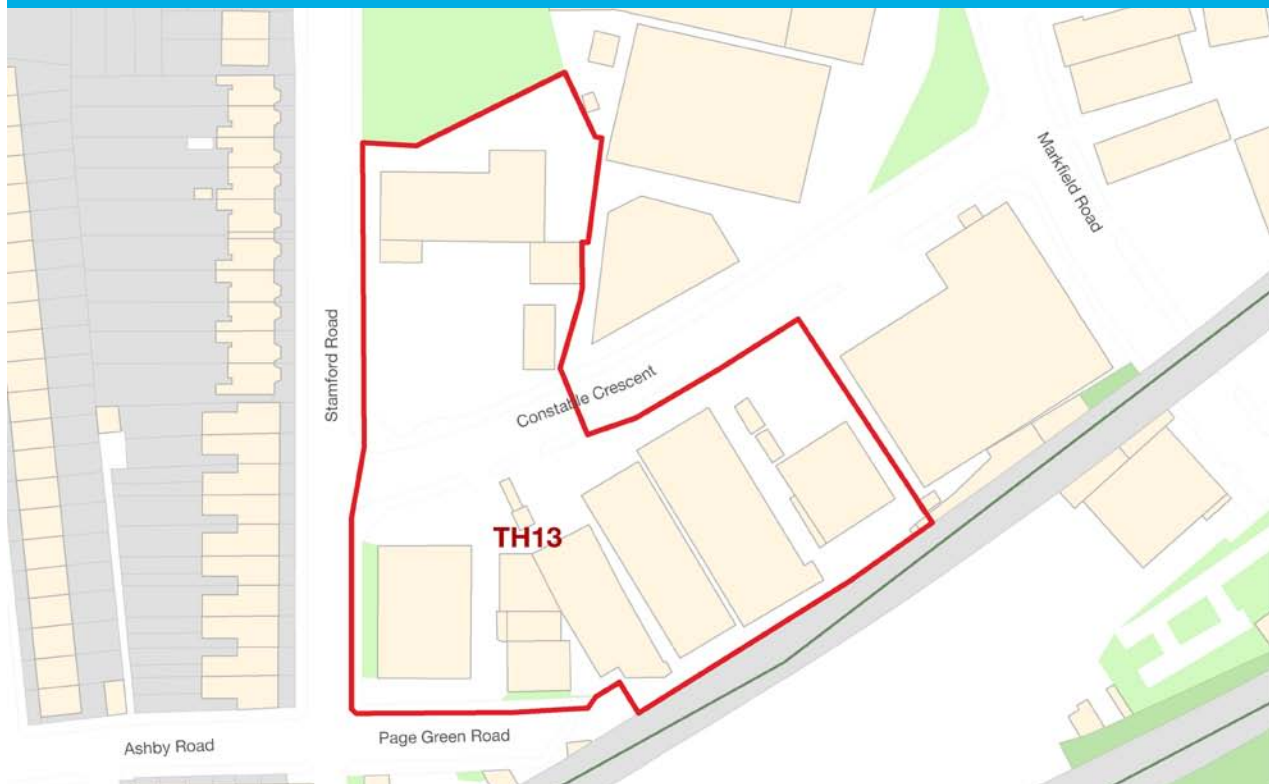 Markfield Road
Stamford Road
Constable Crescent
TH13
Ashby Road
Page Green Road